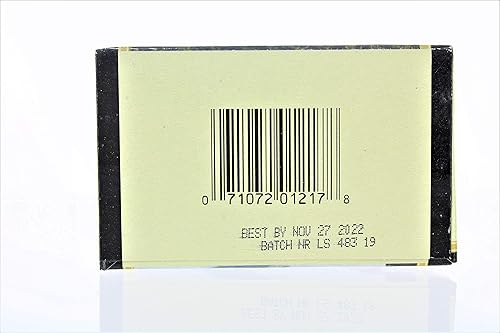 0 71072 01217 8
BEST BY NOV 27 2022
BATCH NR LS 483 19